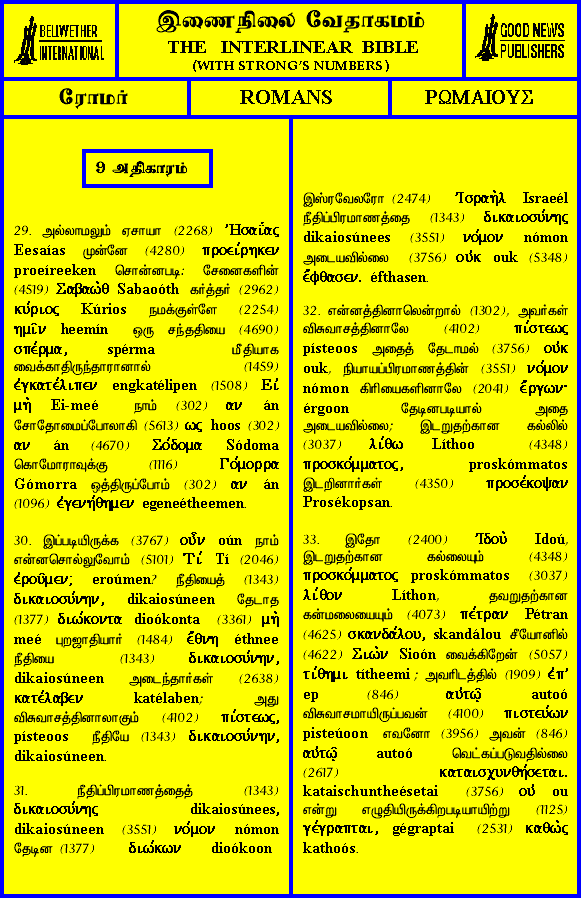 BELLWETHER
INTERNATIONAL
இணைநிலை வேதாகமம்
THE INTERLINEAR BIBLE
(WITH STRONG'S NUMBERS)
GOOD NEWS
PUBLISHERS
ரோமர்
ROMANS
ΡΩΜΑΙΟΥΣ
9 அதிகாரம்
29. அல்லாமலும் ஏசாயா (2268) Ἠσαΐας
Eesaías முன்னே (4280) προείρηκεν
proeíreeken சொன்னபடி: சேனைகளின்
(4519) Σαβαὼθ Sabaoóth கர்த்தர் (2962)
κύριος Kúrios நமக்குள்ளே (2254)
ημῖν heemín ஒரு சந்ததியை (4690)
σπέρμα, spérma மீதியாக
வைக்காதிருந்தாரானால் (1459)
ἐγκατέλιπεν engkatélipen (1508) Εἰ
μὴ Ei-meé நாம் (302) αν án
சோதோமைப்போலாகி (5613) ως hoos (302)
αν án (4670) Σόδομα Sódoma
கொமோராவுக்கு (1116) Γόμορρα
Gómorra ஒத்திருப்போம் (302) αν án
(1096) ἐγενήθημεν egeneétheemen.
30. இப்படியிருக்க (3767) οὖν oún நாம்
என்னசொல்லுவோம் (5101) Τί Tí (2046)
ἐροῦμεν; eroúmen? நீதியைத் (1343)
δικαιοσύνην, dikaiosúneen தேடாத
(1377) διώκοντα dioókonta (3361) μὴ
meé புறஜாதியார் (1484) ἔθνη éthnee
நீதியை (1343) δικαιοσύνην,
dikaiosúneen அடைந்தார்கள் (2638)
κατέλαβεν katélaben; அது
விசுவாசத்தினாலாகும் (4102) πίστεως,
písteoos நீதியே (1343) δικαιοσύνην,
dikaiosúneen.
31. நீதிப்பிரமாணத்தைத் (1343)
δικαιοσύνης dikaiosúnees,
dikaiosúneen (3551) νόμον nómon
தேடின (1377) διώκων dioókoon
இஸ்ரவேலரோ (2474) Ἰσραὴλ Israeél
நீதிப்பிரமாணத்தை (1343) δικαιοσύνης
dikaiosúnees (3551) νόμον nómon
அடையவில்லை (3756) οὐκ ouk (5348)
ἔφθασεν. éfthasen.
32. என்னத்தினாலென்றால் (1302), அவர்கள்
விசுவாசத்தினாலே (4102) πίστεως
písteoos அதைத் தேடாமல் (3756) οὐκ
ouk, நியாயப்பிரமாணத்தின் (3551) νόμον
nómon கிரியைகளினாலே (2041) ἔργων·
érgoon தேடினபடியால் அதை
அடையவில்லை; இடறுதற்கான கல்லில்
(3037) λίθω Líthoo (4348)
προσκόμματος, proskómmatos
இடறினார்கள் (4350) προσέκοψαν
Prosékopsan.
33. இதோ (2400) Ἰδοὺ Idoú,
இடறுதற்கான கல்லையும் (4348)
προσκόμματος proskómmatos (3037)
λίθον Líthon, தவறுதற்கான
கன்மலையையும் (4073) πέτραν Pétran
(4625) σκανδάλου, skandálou சீயோனில்
(4622) Σιὼν Sioón வைக்கிறேன் (5057)
τίθημι títheemi ; அவரிடத்தில் (1909) ἐπ’
ep (846) αὐτῷ autoó
விசுவாசமாயிருப்பவன் (4100) πιστεύων
pisteúoon எவனோ (3956) அவன் (846)
αὐτῷ autoó வெட்கப்படுவதில்லை
(2617) καταισχυνθήσεται.
kataischuntheésetai (3756) οὐ ou
என்று எழுதியிருக்கிறபடியாயிற்று (1125)
γέγραπται, gégraptai (2531) καθὼς
kathoós.